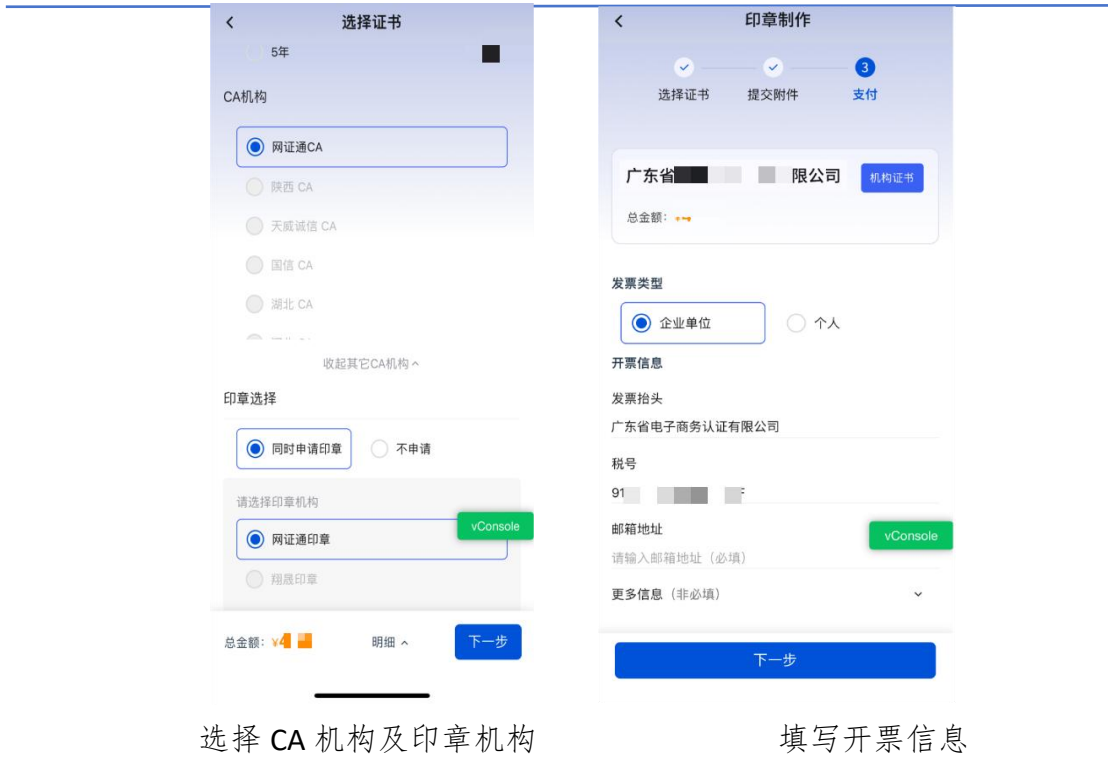 选择证书
5年
CA机构
网证通CA
陕西 CA
天威诚信 CA
国信 CA
湖北 CA
收起其它CA机构
印章选择
同时申请印章
不申请
请选择印章机构
vConsole
网证通印章
翔晟印章
总金额：¥4
明细
下一步
选择 CA 机构及印章机构
印章制作
3
选择证书
提交附件
支付
广东省 限公司
机构证书
总金额：
发票类型
企业单位
个人
开票信息
发票抬头
广东省电子商务认证有限公司
税号
91
邮箱地址
vConsole
请输入邮箱地址（必填）
更多信息（非必填）
下一步
填写开票信息